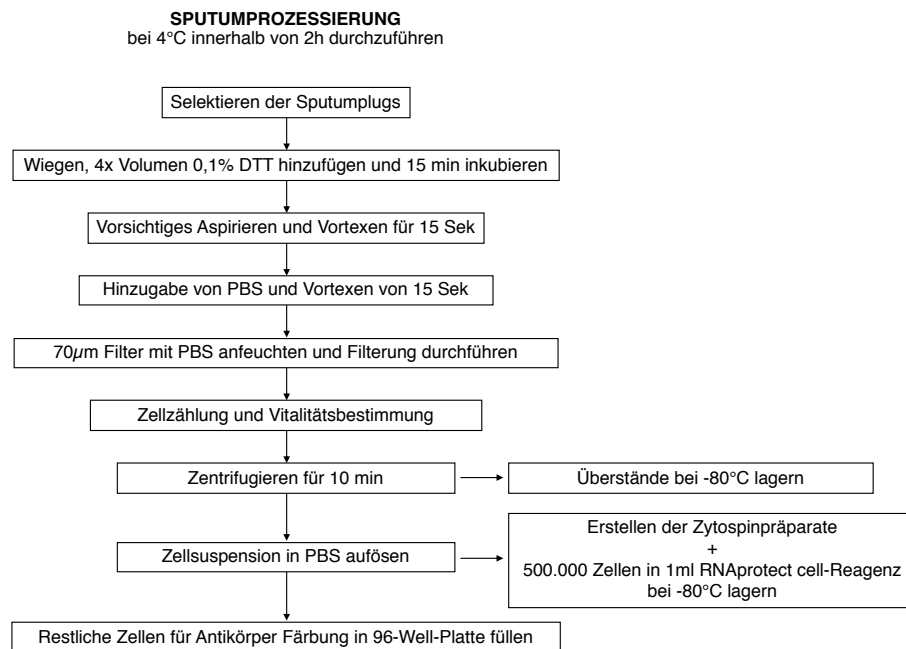 SPUTUMPROZESSIERUNG
bei 4°C innerhalb von 2h durchzuführen
Selektieren der Sputumplugs
Wiegen, 4x Volumen 0,1% DTT hinzufügen und 15 min inkubieren
Vorsichtiges Aspirieren und Vortexen für 15 Sek
Hinzugabe von PBS und Vortexen von 15 Sek
70µm Filter mit PBS anfeuchten und Filterung durchführen
Zellzählung und Vitalitätsbestimmung
Zentrifugieren für 10 min
Überstände bei -80°C lagern
Zellsuspension in PBS aufösen
Erstellen der Zytospinpräparate
+
500.000 Zellen in 1ml RNAprotect cell-Reagenz
bei -80°C lagern
Restliche Zellen für Antikörper Färbung in 96-Well-Platte füllen